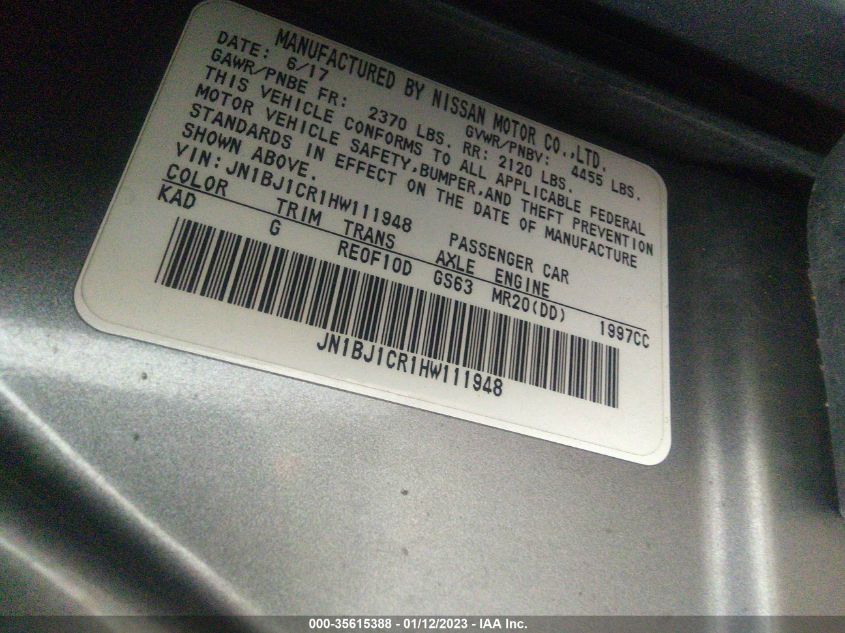 MANUFACTURED BY NISSAN MOTOR CO.,LTD.
DATE: 6/17 GVWR/PNBV: 4455 LBS.
GAWR/PNBE FR: 2370 LBS. RR: 2120 LBS.
THIS VEHICLE CONFORMS TO ALL APPLICABLE FEDERAL
MOTOR VEHICLE SAFETY,BUMPER,AND THEFT PREVENTION
STANDARDS IN EFFECT ON THE DATE OF MANUFACTURE
SHOWN ABOVE.
VIN: JN1BJ1CR1HW111948 PASSENGER CAR
COLOR TRIM TRANS AXLE ENGINE
KAD G RE0F10D GS63 MR20(DD) 1997CC
JN1BJ1CR1HW111948
000-35615388 - 01/12/2023 - IAA Inc.